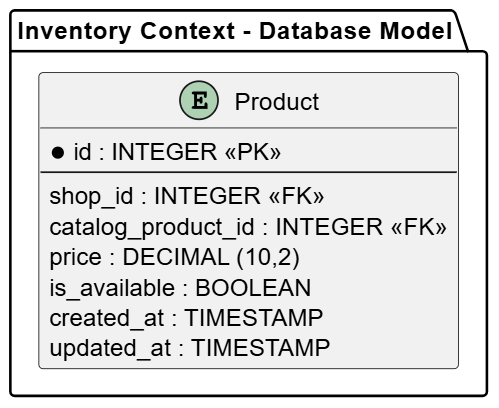 Inventory Context - Database Model
E Product
id : INTEGER «PK»
shop_id : INTEGER «FK»
catalog_product_id : INTEGER «FK»
price : DECIMAL (10,2)
is_available : BOOLEAN
created_at : TIMESTAMP
updated_at : TIMESTAMP